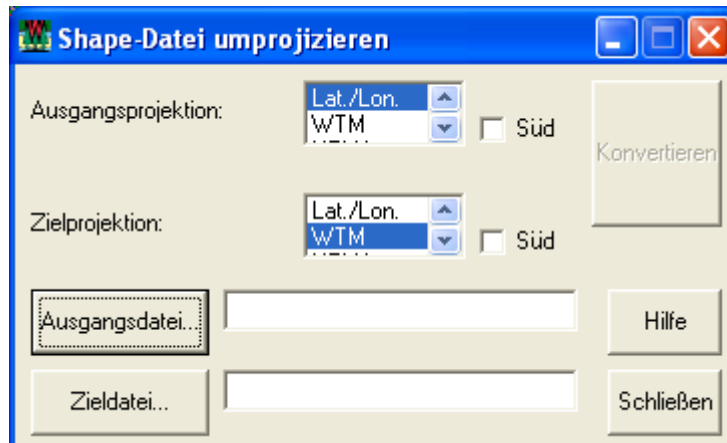 Shape-Datei umprojizieren
Ausgangsprojektion:
Lat./Lon.
WTM
Süd
Konvertieren
Zielprojektion:
Lat./Lon.
WTM
Süd
Ausgangsdatei...
Hilfe
Zieldatei...
Schließen